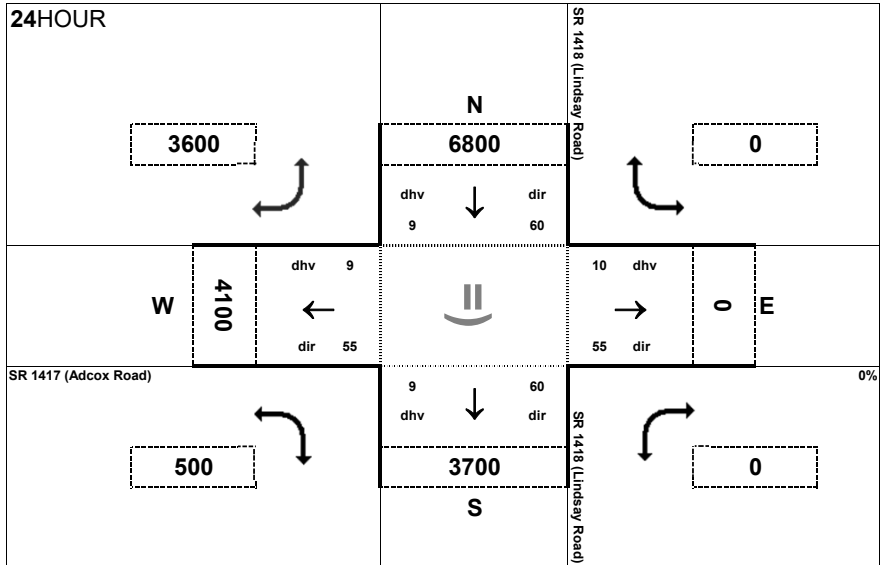 24HOUR
SR 1418 (Lindsay Road)
N
3600
6800
0
dhv
dir
9
60
dhv 9
10 dhv
W
4100
0
E
dir 55
55 dir
SR 1417 (Adcox Road)
0%
9
60
dhv
dir
SR 1418 (Lindsay Road)
500
3700
0
S